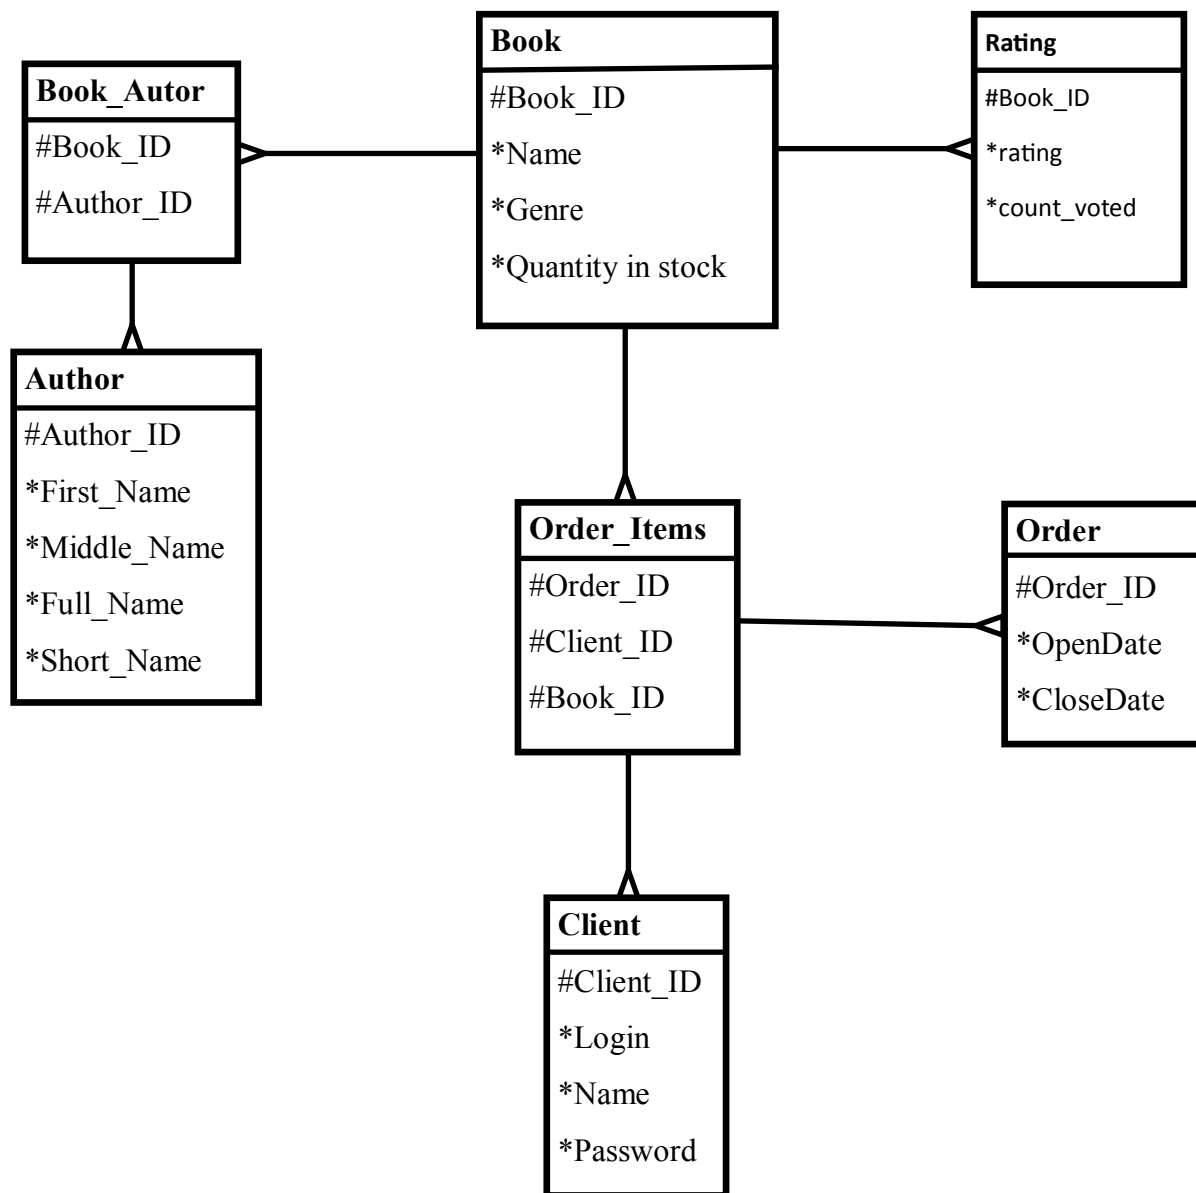 Book_Autor
#Book_ID
#Author_ID
Book
#Book_ID
*Name
*Genre
*Quantity in stock
Rating
#Book_ID
*rating
*count_voted
Author
#Author_ID
*First_Name
*Middle_Name
*Full_Name
*Short_Name
Order_Items
#Order_ID
#Client_ID
#Book_ID
Order
#Order_ID
*OpenDate
*CloseDate
Client
#Client_ID
*Login
*Name
*Password